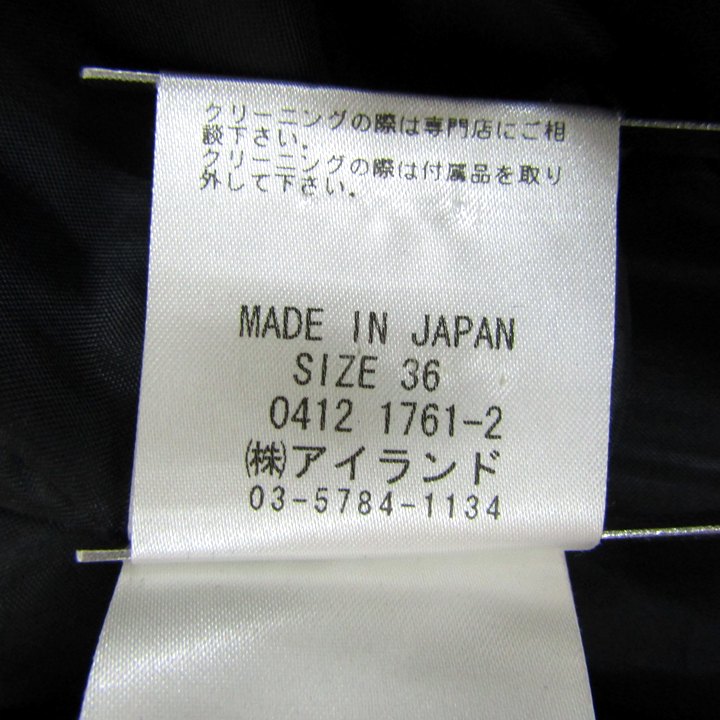 クリーニングの際は専門店にご相
談下さい。
クリーニングの際は付属品を取り
外して下さい。
MADE IN JAPAN
SIZE 36
0412 1761-2
㈱アイランド
03-5784-1134